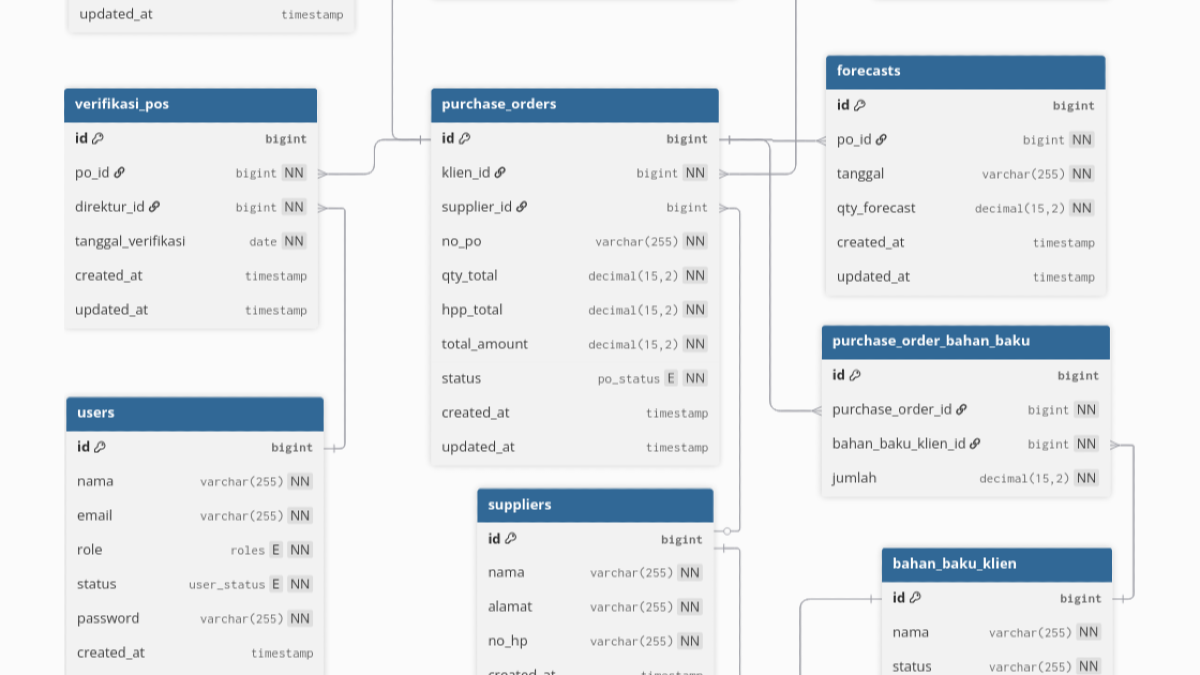 updated_at timestamp
verifikasi_pos
id bigint
po_id bigint NN
direktur_id bigint NN
tanggal_verifikasi date NN
created_at timestamp
updated_at timestamp
users
id bigint
nama varchar(255) NN
email varchar(255) NN
role roles E NN
status user_status E NN
password varchar(255) NN
created_at timestamp
purchase_orders
id bigint
klien_id bigint NN
supplier_id bigint
no_po varchar(255) NN
qty_total decimal(15,2) NN
hpp_total decimal(15,2) NN
total_amount decimal(15,2) NN
status po_status E NN
created_at timestamp
updated_at timestamp
suppliers
id bigint
nama varchar(255) NN
alamat varchar(255) NN
no_hp varchar(255) NN
created_at timestamp
forecasts
id bigint
po_id bigint NN
tanggal varchar(255) NN
qty_forecast decimal(15,2) NN
created_at timestamp
updated_at timestamp
purchase_order_bahan_baku
id bigint
purchase_order_id bigint NN
bahan_baku_klien_id bigint NN
jumlah decimal(15,2) NN
bahan_baku_klien
id bigint
nama varchar(255) NN
status varchar(255) NN